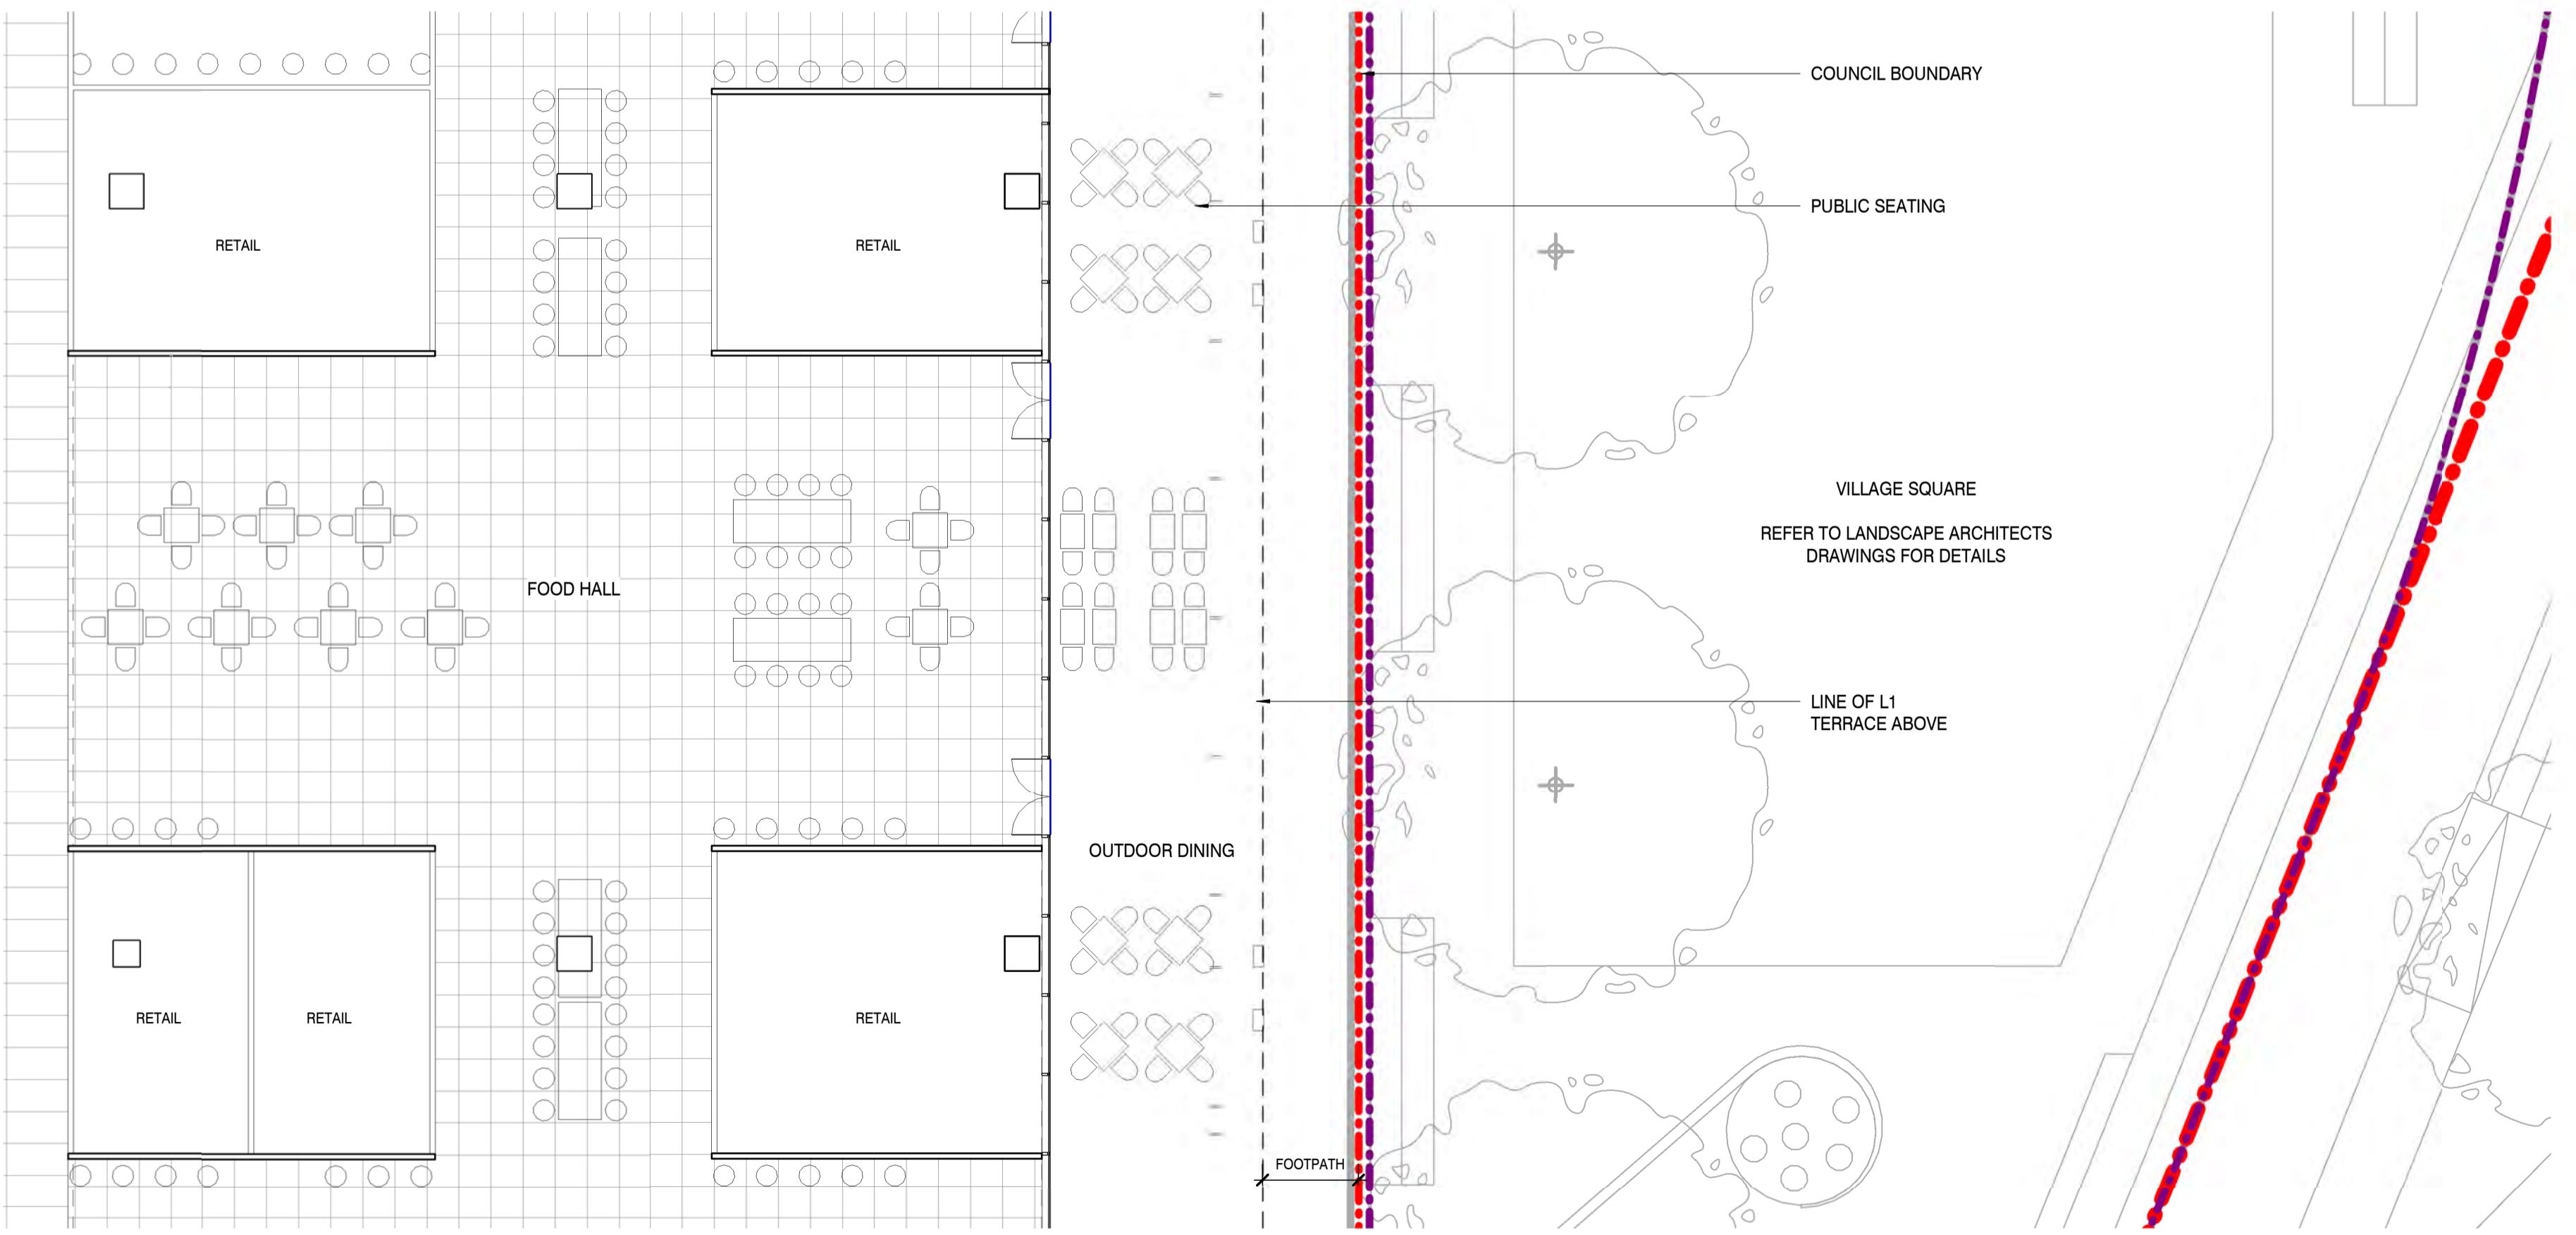 COUNCIL BOUNDARY
PUBLIC SEATING
RETAIL
RETAIL
VILLAGE SQUARE
REFER TO LANDSCAPE ARCHITECTS
DRAWINGS FOR DETAILS
FOOD HALL
LINE OF L1
TERRACE ABOVE
OUTDOOR DINING
RETAIL
RETAIL
RETAIL
FOOTPATH